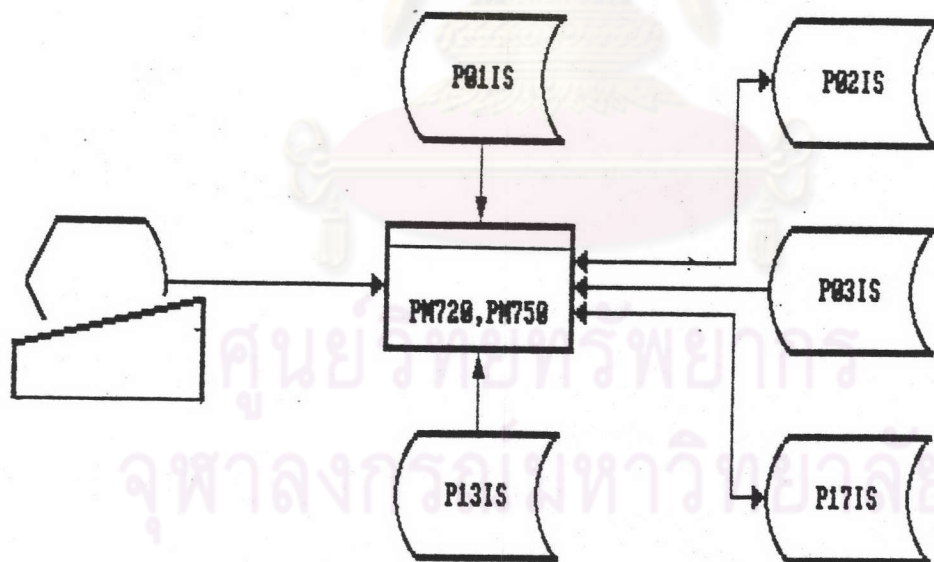 P01IS
P02IS
PM720,PM750
P03IS
ศูนย์วิทยทรัพยากร
จุฬาลงกรณ์มหาวิทยาลัย
P13IS
P17IS